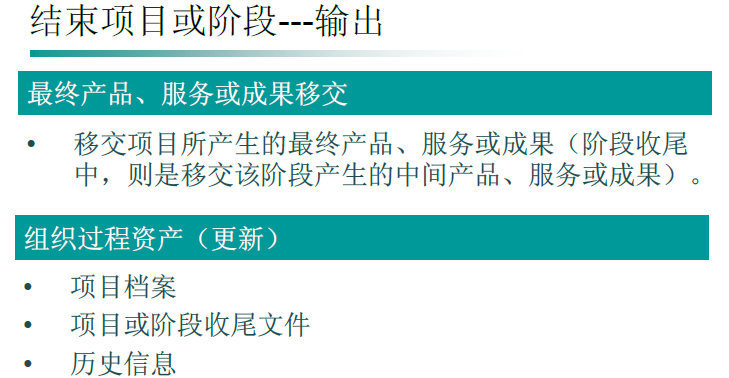 结束项目或阶段---输出
最终产品、服务或成果移交
• 移交项目所产生的最终产品、服务或成果（阶段收尾
中，则是移交该阶段产生的中间产品、服务或成果）。
组织过程资产（更新）
• 项目档案
• 项目或阶段收尾文件
• 历史信息